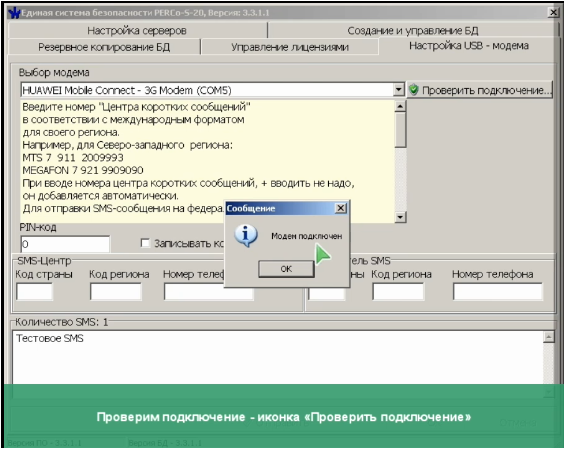 Единая система безопасности PERCo-S-20, Версия: 3.3.1.1
Настройка серверов
Создание и управление БД
Резервное копирование БД
Управление лицензиями
Настройка USB - модема
Выбор модема
HUAWEI Mobile Connect - 3G Modem (COM5)
Проверить подключение...
Введите номер "Центра коротких сообщений"
в соответствии с международным форматом
для своего региона.
Например, для Северо-западного региона:
MTS 7 911 2009993
MEGAFON 7 921 9909090
При вводе номера центра коротких сообщений, + вводить не надо,
он добавляется автоматически.
Для отправки SMS-сообщения на федера
Сообщение
Модем подключен
OK
PIN-код
0
Записывать ко
SMS-Центр
ель SMS
Код страны Код региона Номер телеф
ны Код региона Номер телефона
Количество SMS: 1
Тестовое SMS
Проверим подключение - иконка «Проверить подключение»
Версия ПО - 3.3.1.1
Версия БД - 3.3.1.1